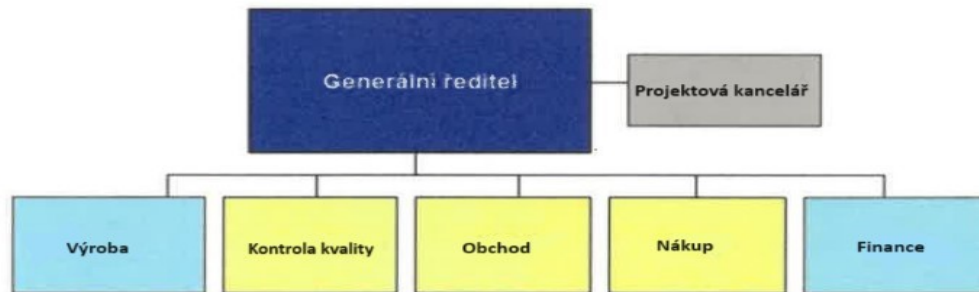 Generální ředitel
Projektová kancelář
Výroba
Kontrola kvality
Obchod
Nákup
Finance